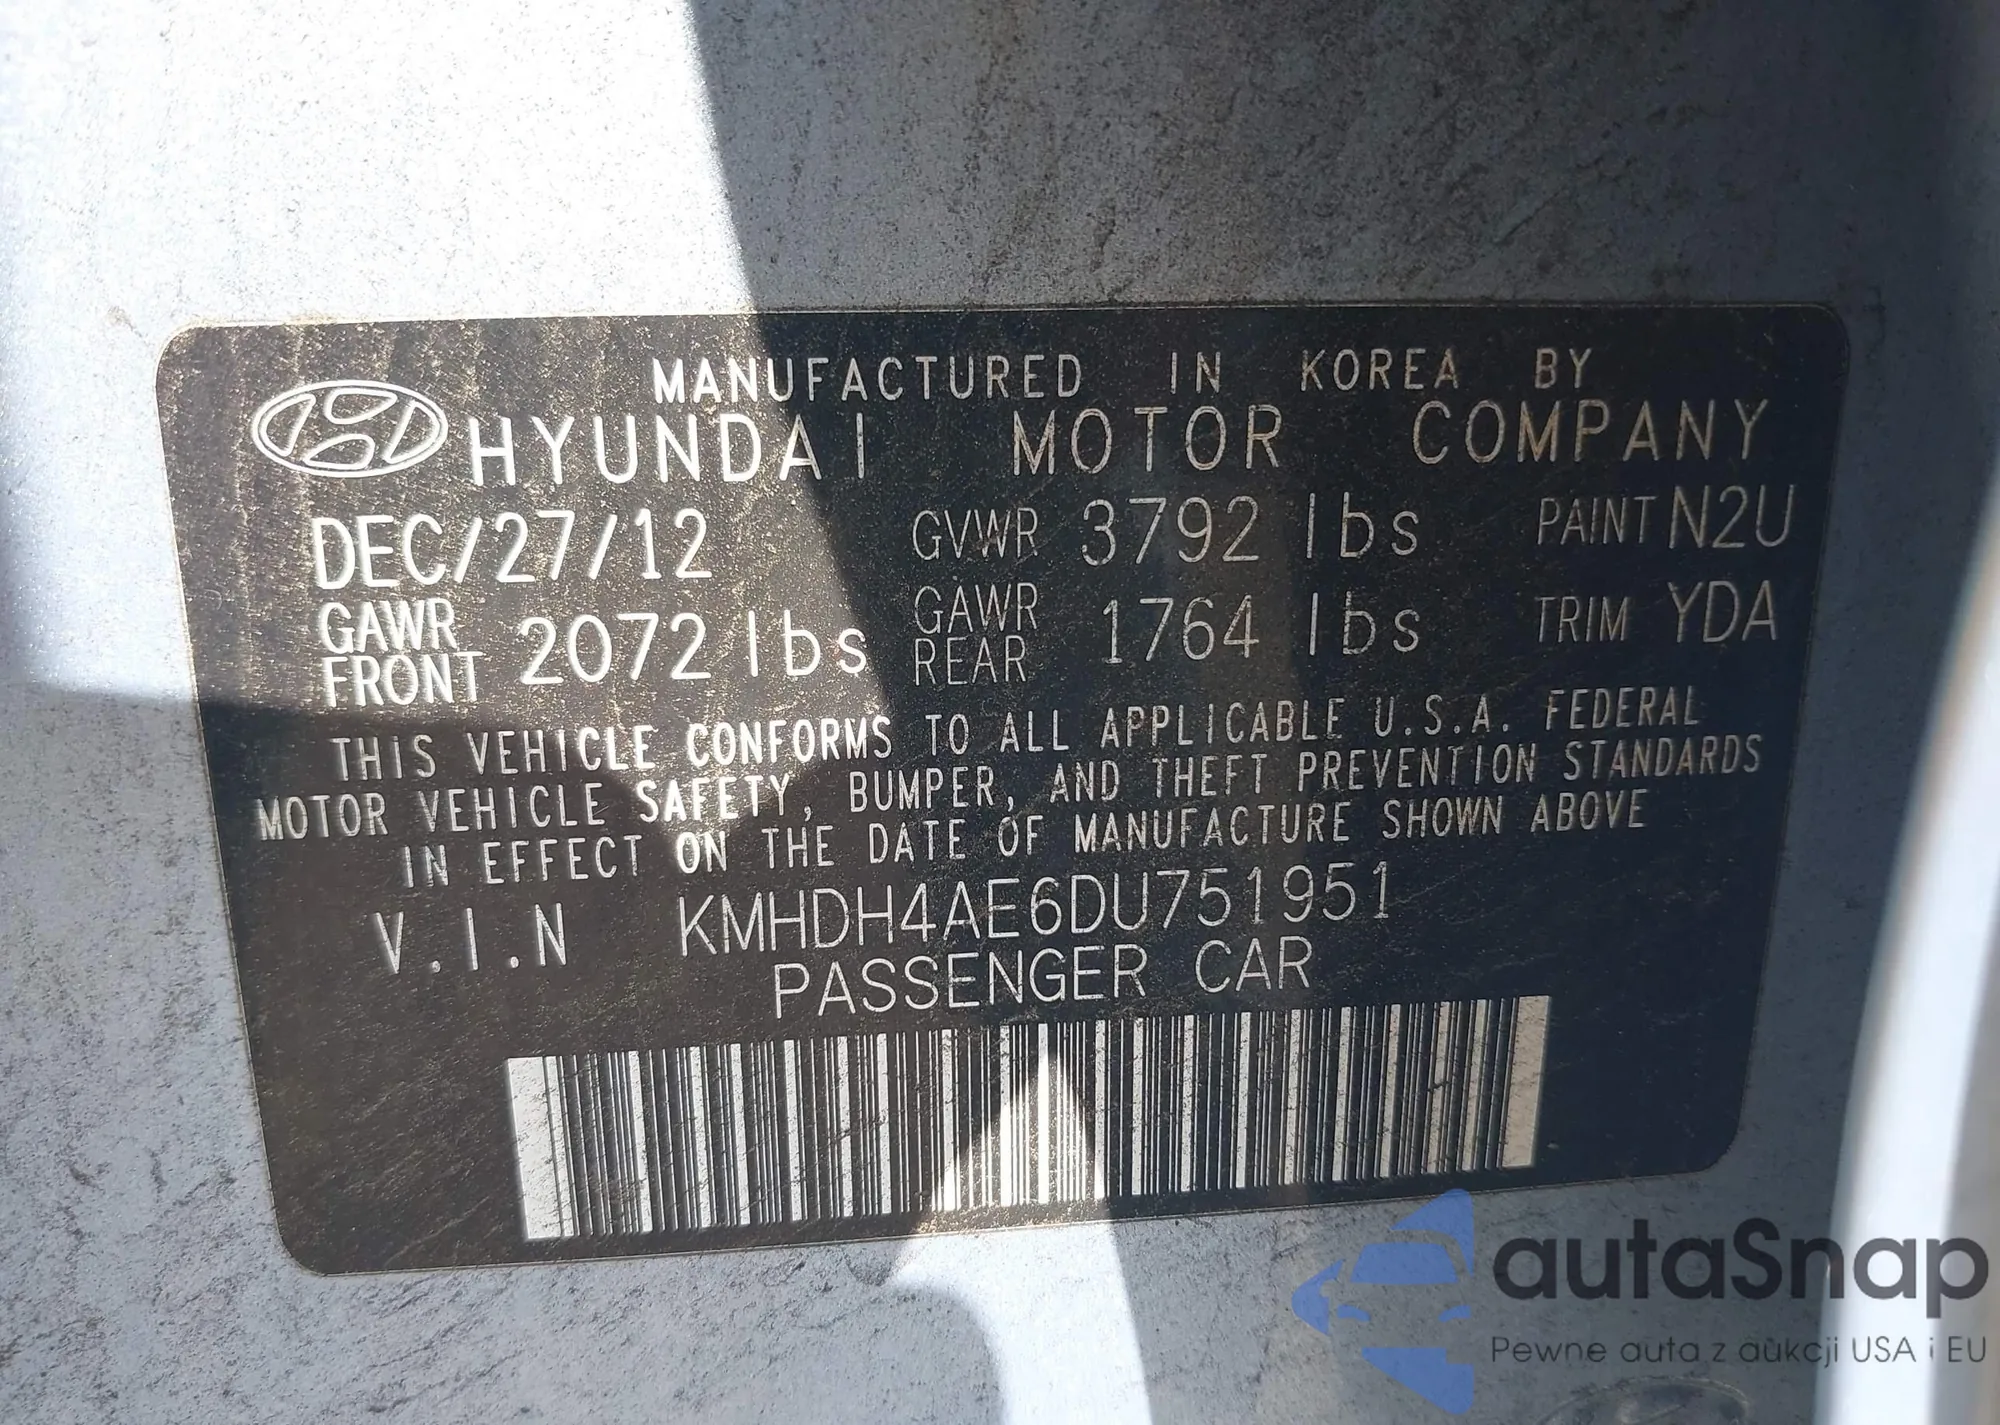 MANUFACTURED IN KOREA BY
HYUNDAI MOTOR COMPANY
DEC/27/12 GVWR 3792 lbs PAINT N2U
GAWR FRONT 2072 lbs GAWR REAR 1764 lbs TRIM YDA
THIS VEHICLE CONFORMS TO ALL APPLICABLE U.S.A. FEDERAL
MOTOR VEHICLE SAFETY, BUMPER, AND THEFT PREVENTION STANDARDS
IN EFFECT ON THE DATE OF MANUFACTURE SHOWN ABOVE
V.I.N KMHDH4AE6DU751951
PASSENGER CAR
autaSnap
Pewne auta z aukcji USA i EU